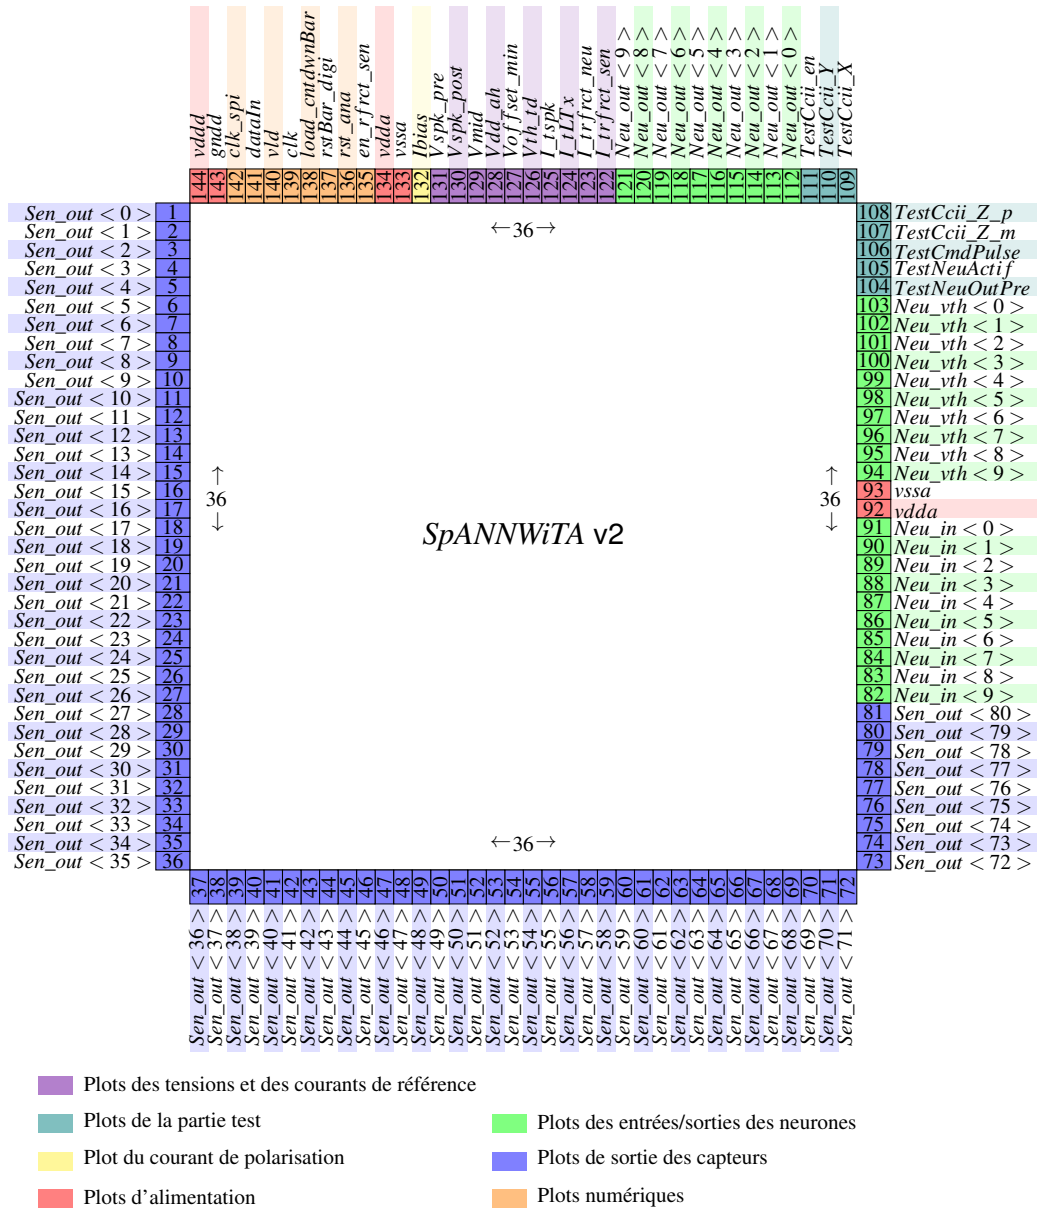 vddd
gndd
clk_spi
dataIn
vld
clk
load_cntdwnBar
rstBar_digi
rst_ana
en_rfrct_sen
vdda
vssa
Ibias
Vspk_pre
Vspk_post
Vmid
Vdd_ah
Voffset_min
Vth_Id
I_tspk
I_tLTx
I_trfrct_neu
I_trfrct_sen
Neu_out < 9 >
Neu_out < 8 >
Neu_out < 7 >
Neu_out < 6 >
Neu_out < 5 >
Neu_out < 4 >
Neu_out < 3 >
Neu_out < 2 >
Neu_out < 1 >
Neu_out < 0 >
TestCcii_en
TestCcii_Y
TestCcii_X
144 143 142 141 140 139 138 137 136 135 134 133 132 131 130 129 128 127 126 125 124 123 122 121 120 119 118 117 116 115 114 113 112 111 110 109
Sen_out < 0 > 1
Sen_out < 1 > 2
Sen_out < 2 > 3
Sen_out < 3 > 4
Sen_out < 4 > 5
Sen_out < 5 > 6
Sen_out < 6 > 7
Sen_out < 7 > 8
Sen_out < 8 > 9
Sen_out < 9 > 10
Sen_out < 10 > 11
Sen_out < 11 > 12
Sen_out < 12 > 13
Sen_out < 13 > 14
Sen_out < 14 > 15
Sen_out < 15 > 16
Sen_out < 16 > 17
Sen_out < 17 > 18
Sen_out < 18 > 19
Sen_out < 19 > 20
Sen_out < 20 > 21
Sen_out < 21 > 22
Sen_out < 22 > 23
Sen_out < 23 > 24
Sen_out < 24 > 25
Sen_out < 25 > 26
Sen_out < 26 > 27
Sen_out < 27 > 28
Sen_out < 28 > 29
Sen_out < 29 > 30
Sen_out < 30 > 31
Sen_out < 31 > 32
Sen_out < 32 > 33
Sen_out < 33 > 34
Sen_out < 34 > 35
Sen_out < 35 > 36
←36→
↑
36
↓
SpANNWiTA v2
↑
36
↓
←36→
108 TestCcii_Z_p
107 TestCcii_Z_m
106 TestCmdPulse
105 TestNeuActif
104 TestNeuOutPre
103 Neu_vth < 0 >
102 Neu_vth < 1 >
101 Neu_vth < 2 >
100 Neu_vth < 3 >
99 Neu_vth < 4 >
98 Neu_vth < 5 >
97 Neu_vth < 6 >
96 Neu_vth < 7 >
95 Neu_vth < 8 >
94 Neu_vth < 9 >
93 vssa
92 vdda
91 Neu_in < 0 >
90 Neu_in < 1 >
89 Neu_in < 2 >
88 Neu_in < 3 >
87 Neu_in < 4 >
86 Neu_in < 5 >
85 Neu_in < 6 >
84 Neu_in < 7 >
83 Neu_in < 8 >
82 Neu_in < 9 >
81 Sen_out < 80 >
80 Sen_out < 79 >
79 Sen_out < 78 >
78 Sen_out < 77 >
77 Sen_out < 76 >
76 Sen_out < 75 >
75 Sen_out < 74 >
74 Sen_out < 73 >
73 Sen_out < 72 >
37 38 39 40 41 42 43 44 45 46 47 48 49 50 51 52 53 54 55 56 57 58 59 60 61 62 63 64 65 66 67 68 69 70 71 72
Sen_out < 36 >
Sen_out < 37 >
Sen_out < 38 >
Sen_out < 39 >
Sen_out < 40 >
Sen_out < 41 >
Sen_out < 42 >
Sen_out < 43 >
Sen_out < 44 >
Sen_out < 45 >
Sen_out < 46 >
Sen_out < 47 >
Sen_out < 48 >
Sen_out < 49 >
Sen_out < 50 >
Sen_out < 51 >
Sen_out < 52 >
Sen_out < 53 >
Sen_out < 54 >
Sen_out < 55 >
Sen_out < 56 >
Sen_out < 57 >
Sen_out < 58 >
Sen_out < 59 >
Sen_out < 60 >
Sen_out < 61 >
Sen_out < 62 >
Sen_out < 63 >
Sen_out < 64 >
Sen_out < 65 >
Sen_out < 66 >
Sen_out < 67 >
Sen_out < 68 >
Sen_out < 69 >
Sen_out < 70 >
Sen_out < 71 >
Plots des tensions et des courants de référence
Plots de la partie test
Plots des entrées/sorties des neurones
Plot du courant de polarisation
Plots de sortie des capteurs
Plots d'alimentation
Plots numériques